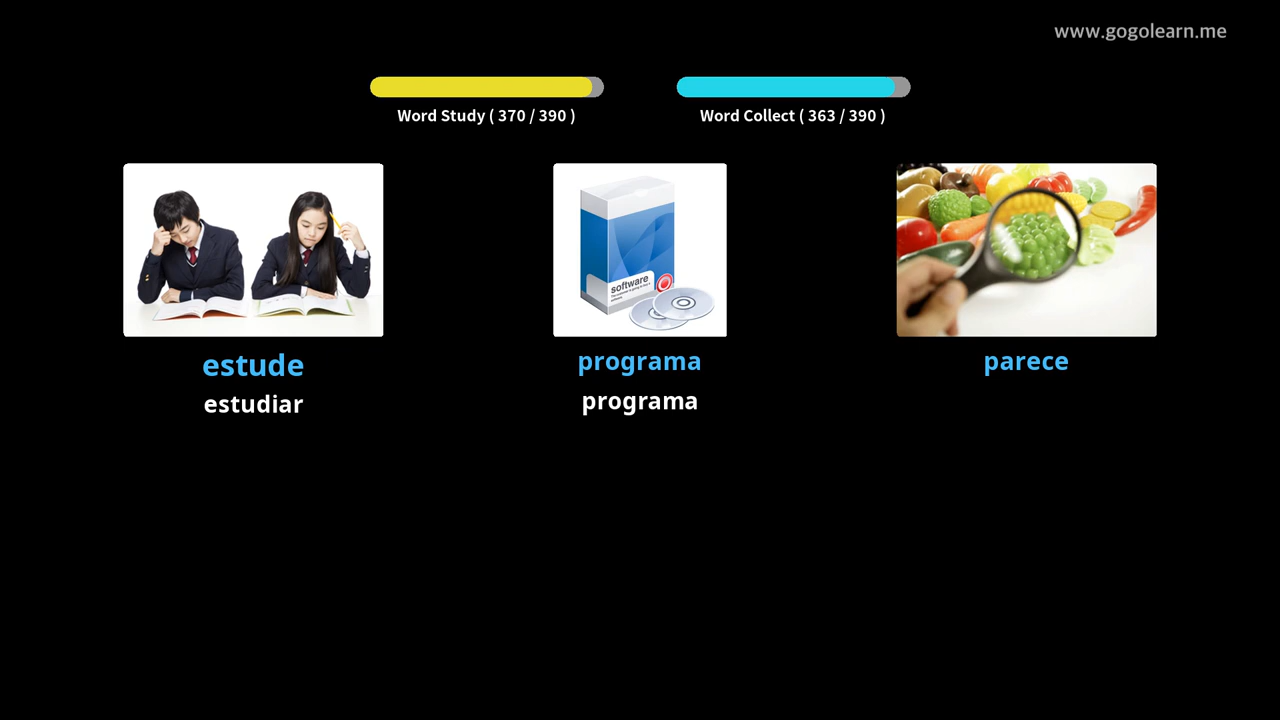 www.gogolearn.me
Word Study ( 370 / 390 )
Word Collect ( 363 / 390 )
software
estude
programa
parece
estudiar
programa